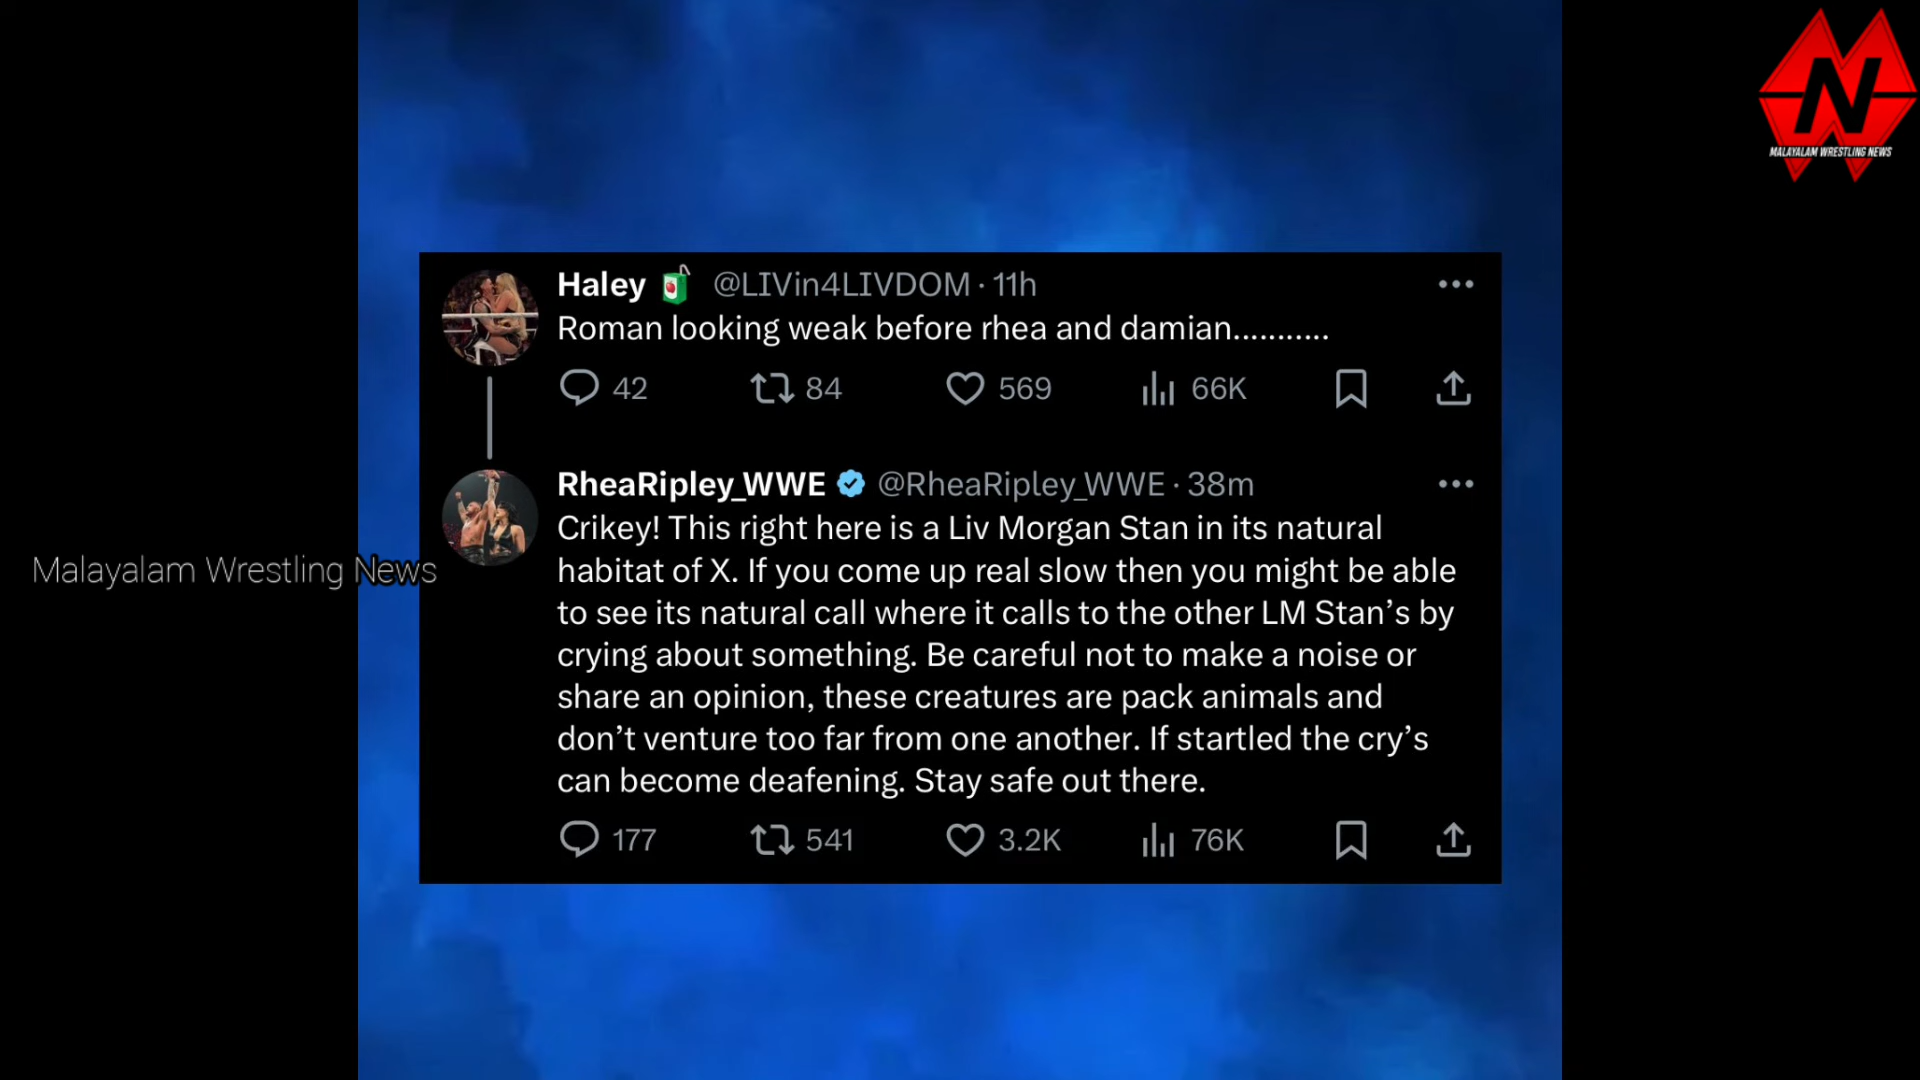 N
MALAYALAM WRESTLING NEWS
Haley @LIVin4LIVDOM · 11h
Roman looking weak before rhea and damian...........
42 84 569 66K
RheaRipley_WWE @RheaRipley_WWE · 38m
Crikey! This right here is a Liv Morgan Stan in its natural
habitat of X. If you come up real slow then you might be able
to see its natural call where it calls to the other LM Stan’s by
crying about something. Be careful not to make a noise or
share an opinion, these creatures are pack animals and
don’t venture too far from one another. If startled the cry’s
can become deafening. Stay safe out there.
177 541 3.2K 76K
Malayalam Wrestling News